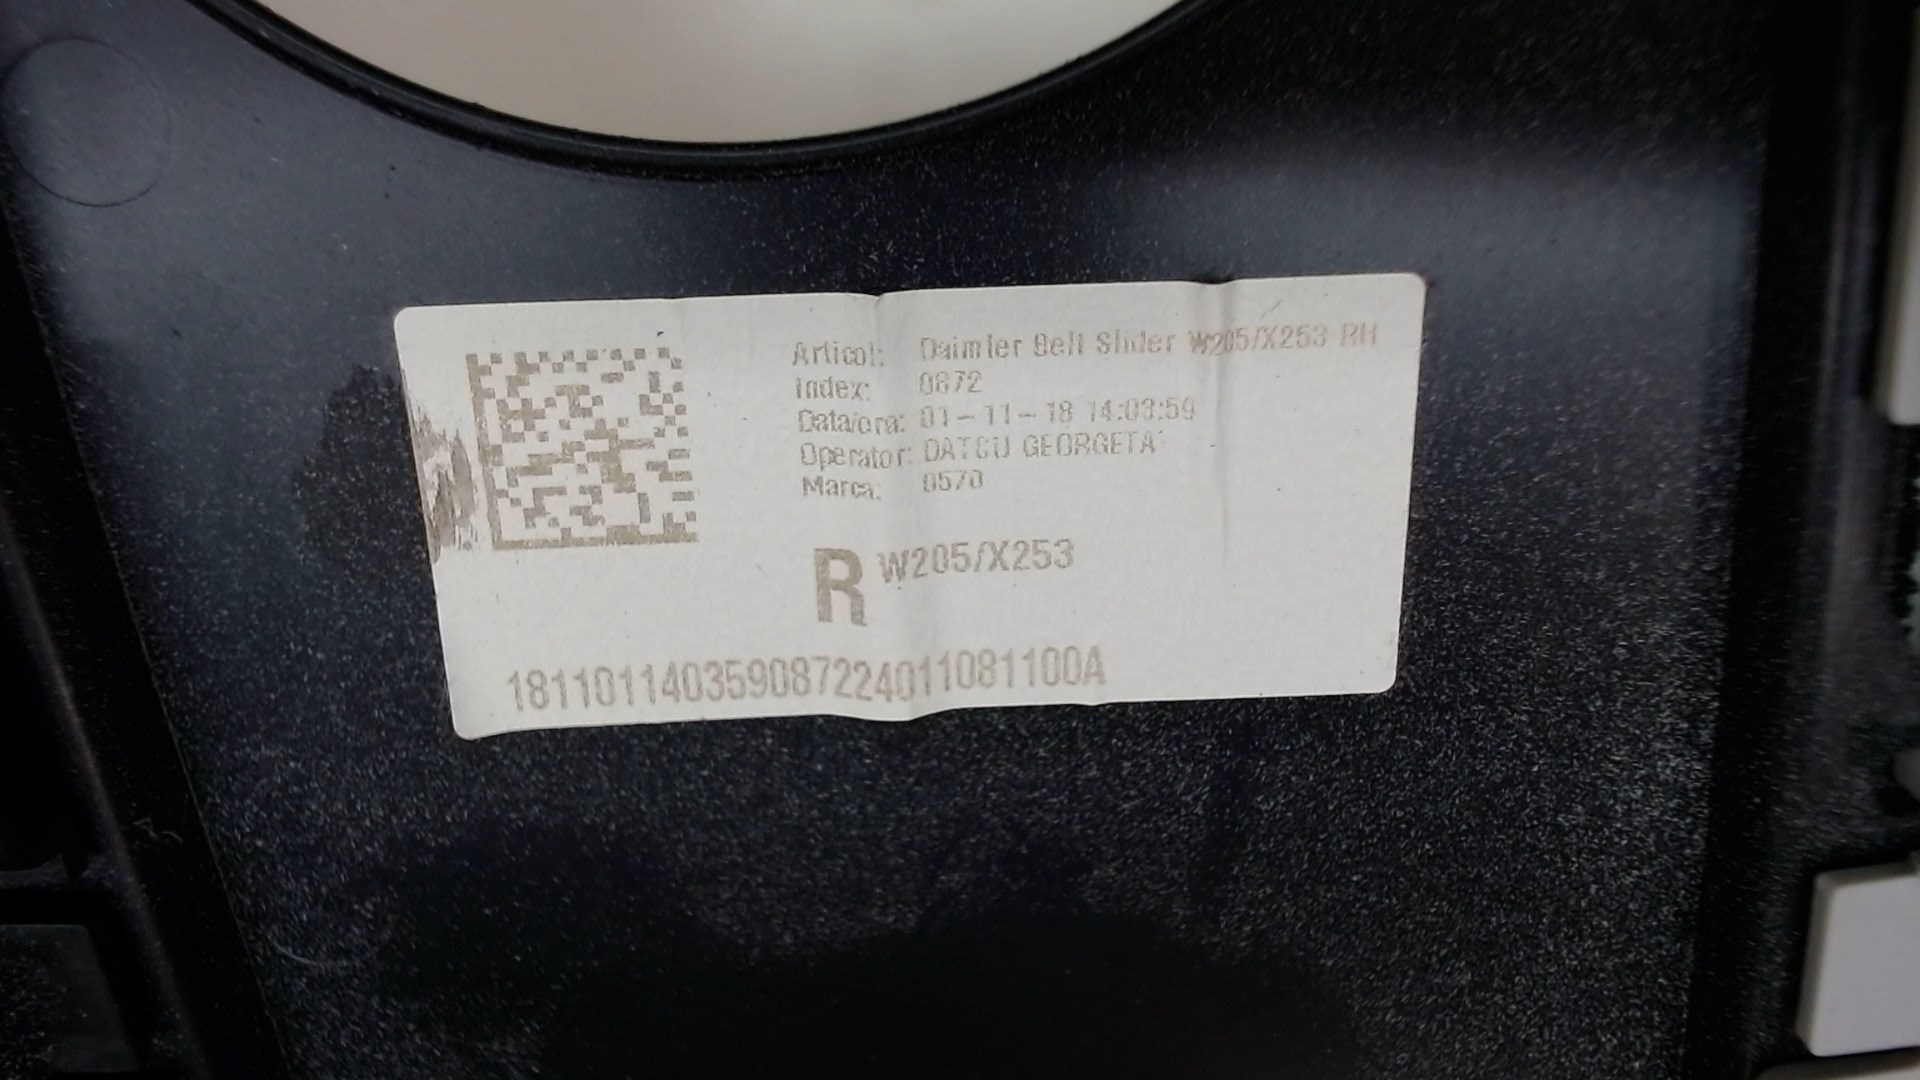 Articol: Daimler Belt Slider W205/X253 RH
Index: 0872
Data/ora: 01-11-18 14:03:59
Operator: DATCU GEORGETA
Marca: 0570
R W205/X253
18110114035908722401108110​0A